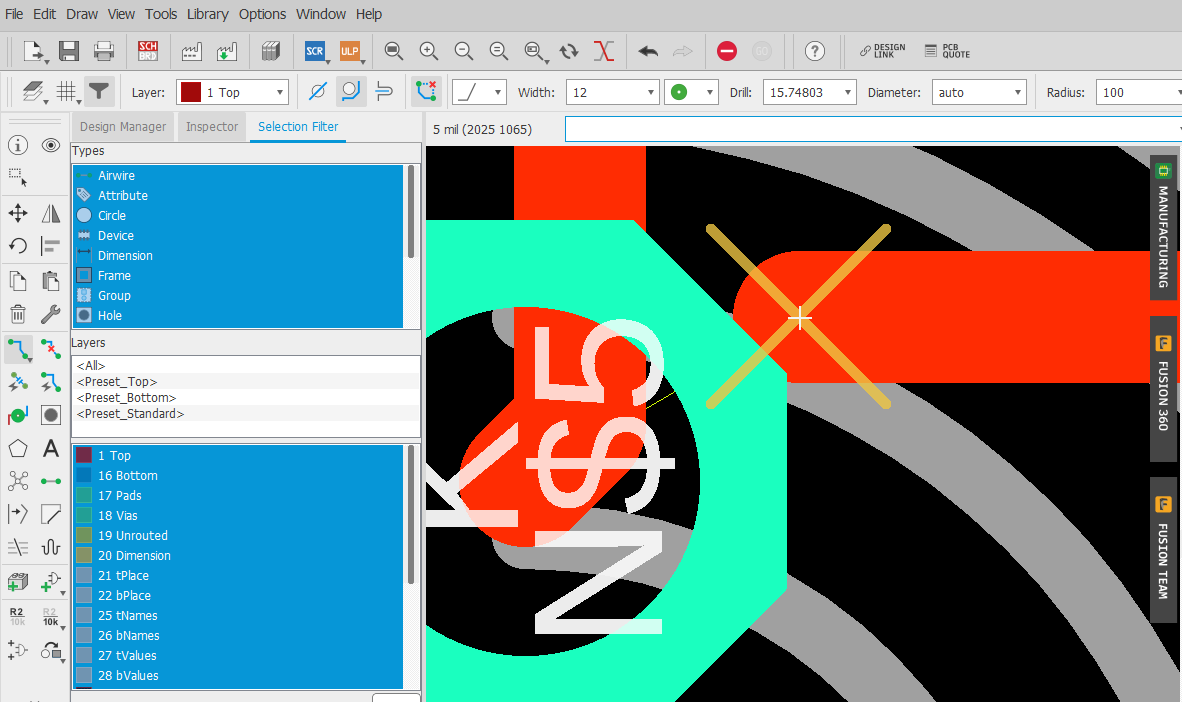 File Edit Draw View Tools Library Options Window Help
SCH BRD SCR ULP GO ? DESIGN LINK PCB QUOTE
Layer: 1 Top Width: 12 Drill: 15.74803 Diameter: auto Radius: 100
Design Manager Inspector Selection Filter
5 mil (2025 1065)
Types
Airwire
Attribute
Circle
Device
Dimension
Frame
Group
Hole
Layers
<All>
<Preset_Top>
<Preset_Bottom>
<Preset_Standard>
1 Top
16 Bottom
17 Pads
18 Vias
19 Unrouted
20 Dimension
21 tPlace
22 bPlace
25 tNames
26 bNames
27 tValues
28 bValues
R2
10k
R2
10k
K
N$5
MANUFACTURING
FUSION 360
FUSION TEAM